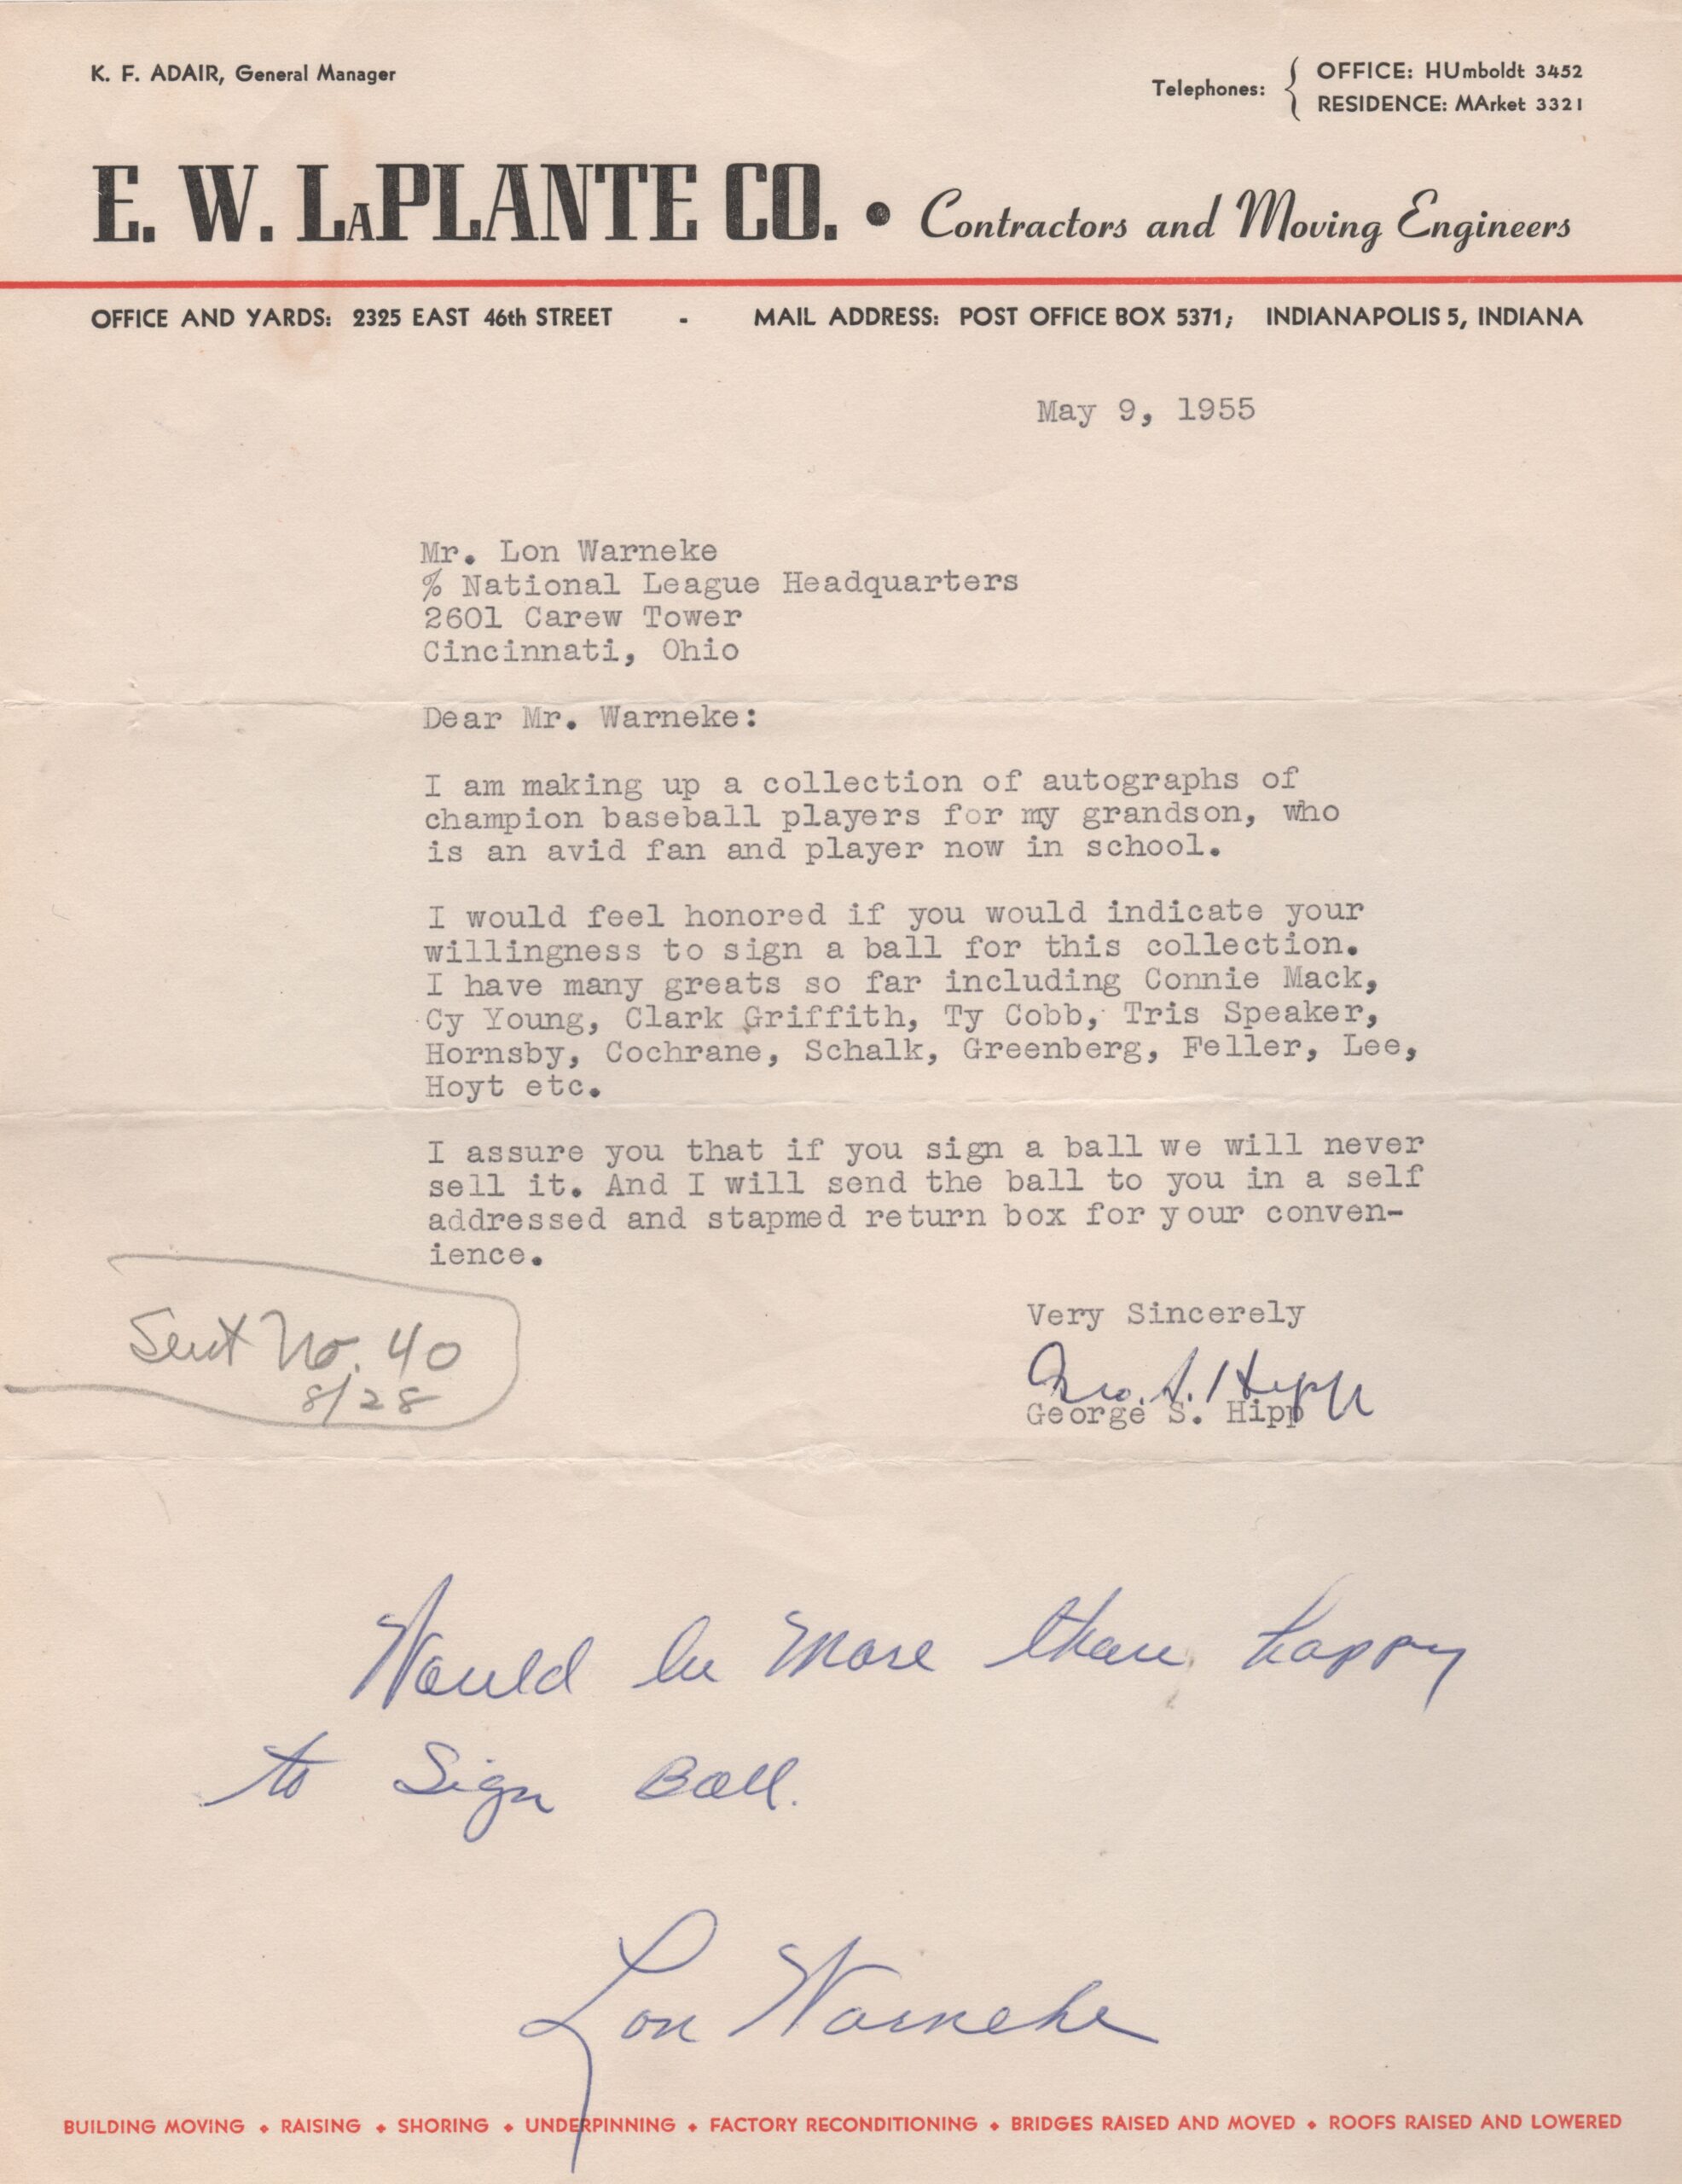 K. F. ADAIR, General Manager
Telephones: { OFFICE: HUmboldt 3452
RESIDENCE: MArket 3321
E. W. LAPLANTE CO. • Contractors and Moving Engineers
OFFICE AND YARDS: 2325 EAST 46th STREET - MAIL ADDRESS: POST OFFICE BOX 5371; INDIANAPOLIS 5, INDIANA
May 9, 1955
Mr. Lon Warneke
% National League Headquarters
2601 Carew Tower
Cincinnati, Ohio
Dear Mr. Warneke:
I am making up a collection of autographs of
champion baseball players for my grandson, who
is an avid fan and player now in school.
I would feel honored if you would indicate your
willingness to sign a ball for this collection.
I have many greats so far including Connie Mack,
Cy Young, Clark Griffith, Ty Cobb, Tris Speaker,
Hornsby, Cochrane, Schalk, Greenberg, Feller, Lee,
Hoyt etc.
I assure you that if you sign a ball we will never
sell it. And I will send the ball to you in a self
addressed and stapmed return box for your conven-
ience.
Very Sincerely
Geo. S. Hipp
George S. Hipp
Sent No. 40
8/28
Would be More than happy
to Sign Ball.
Lon Warneke
BUILDING MOVING ◆ RAISING ◆ SHORING ◆ UNDERPINNING ◆ FACTORY RECONDITIONING ◆ BRIDGES RAISED AND MOVED ◆ ROOFS RAISED AND LOWERED